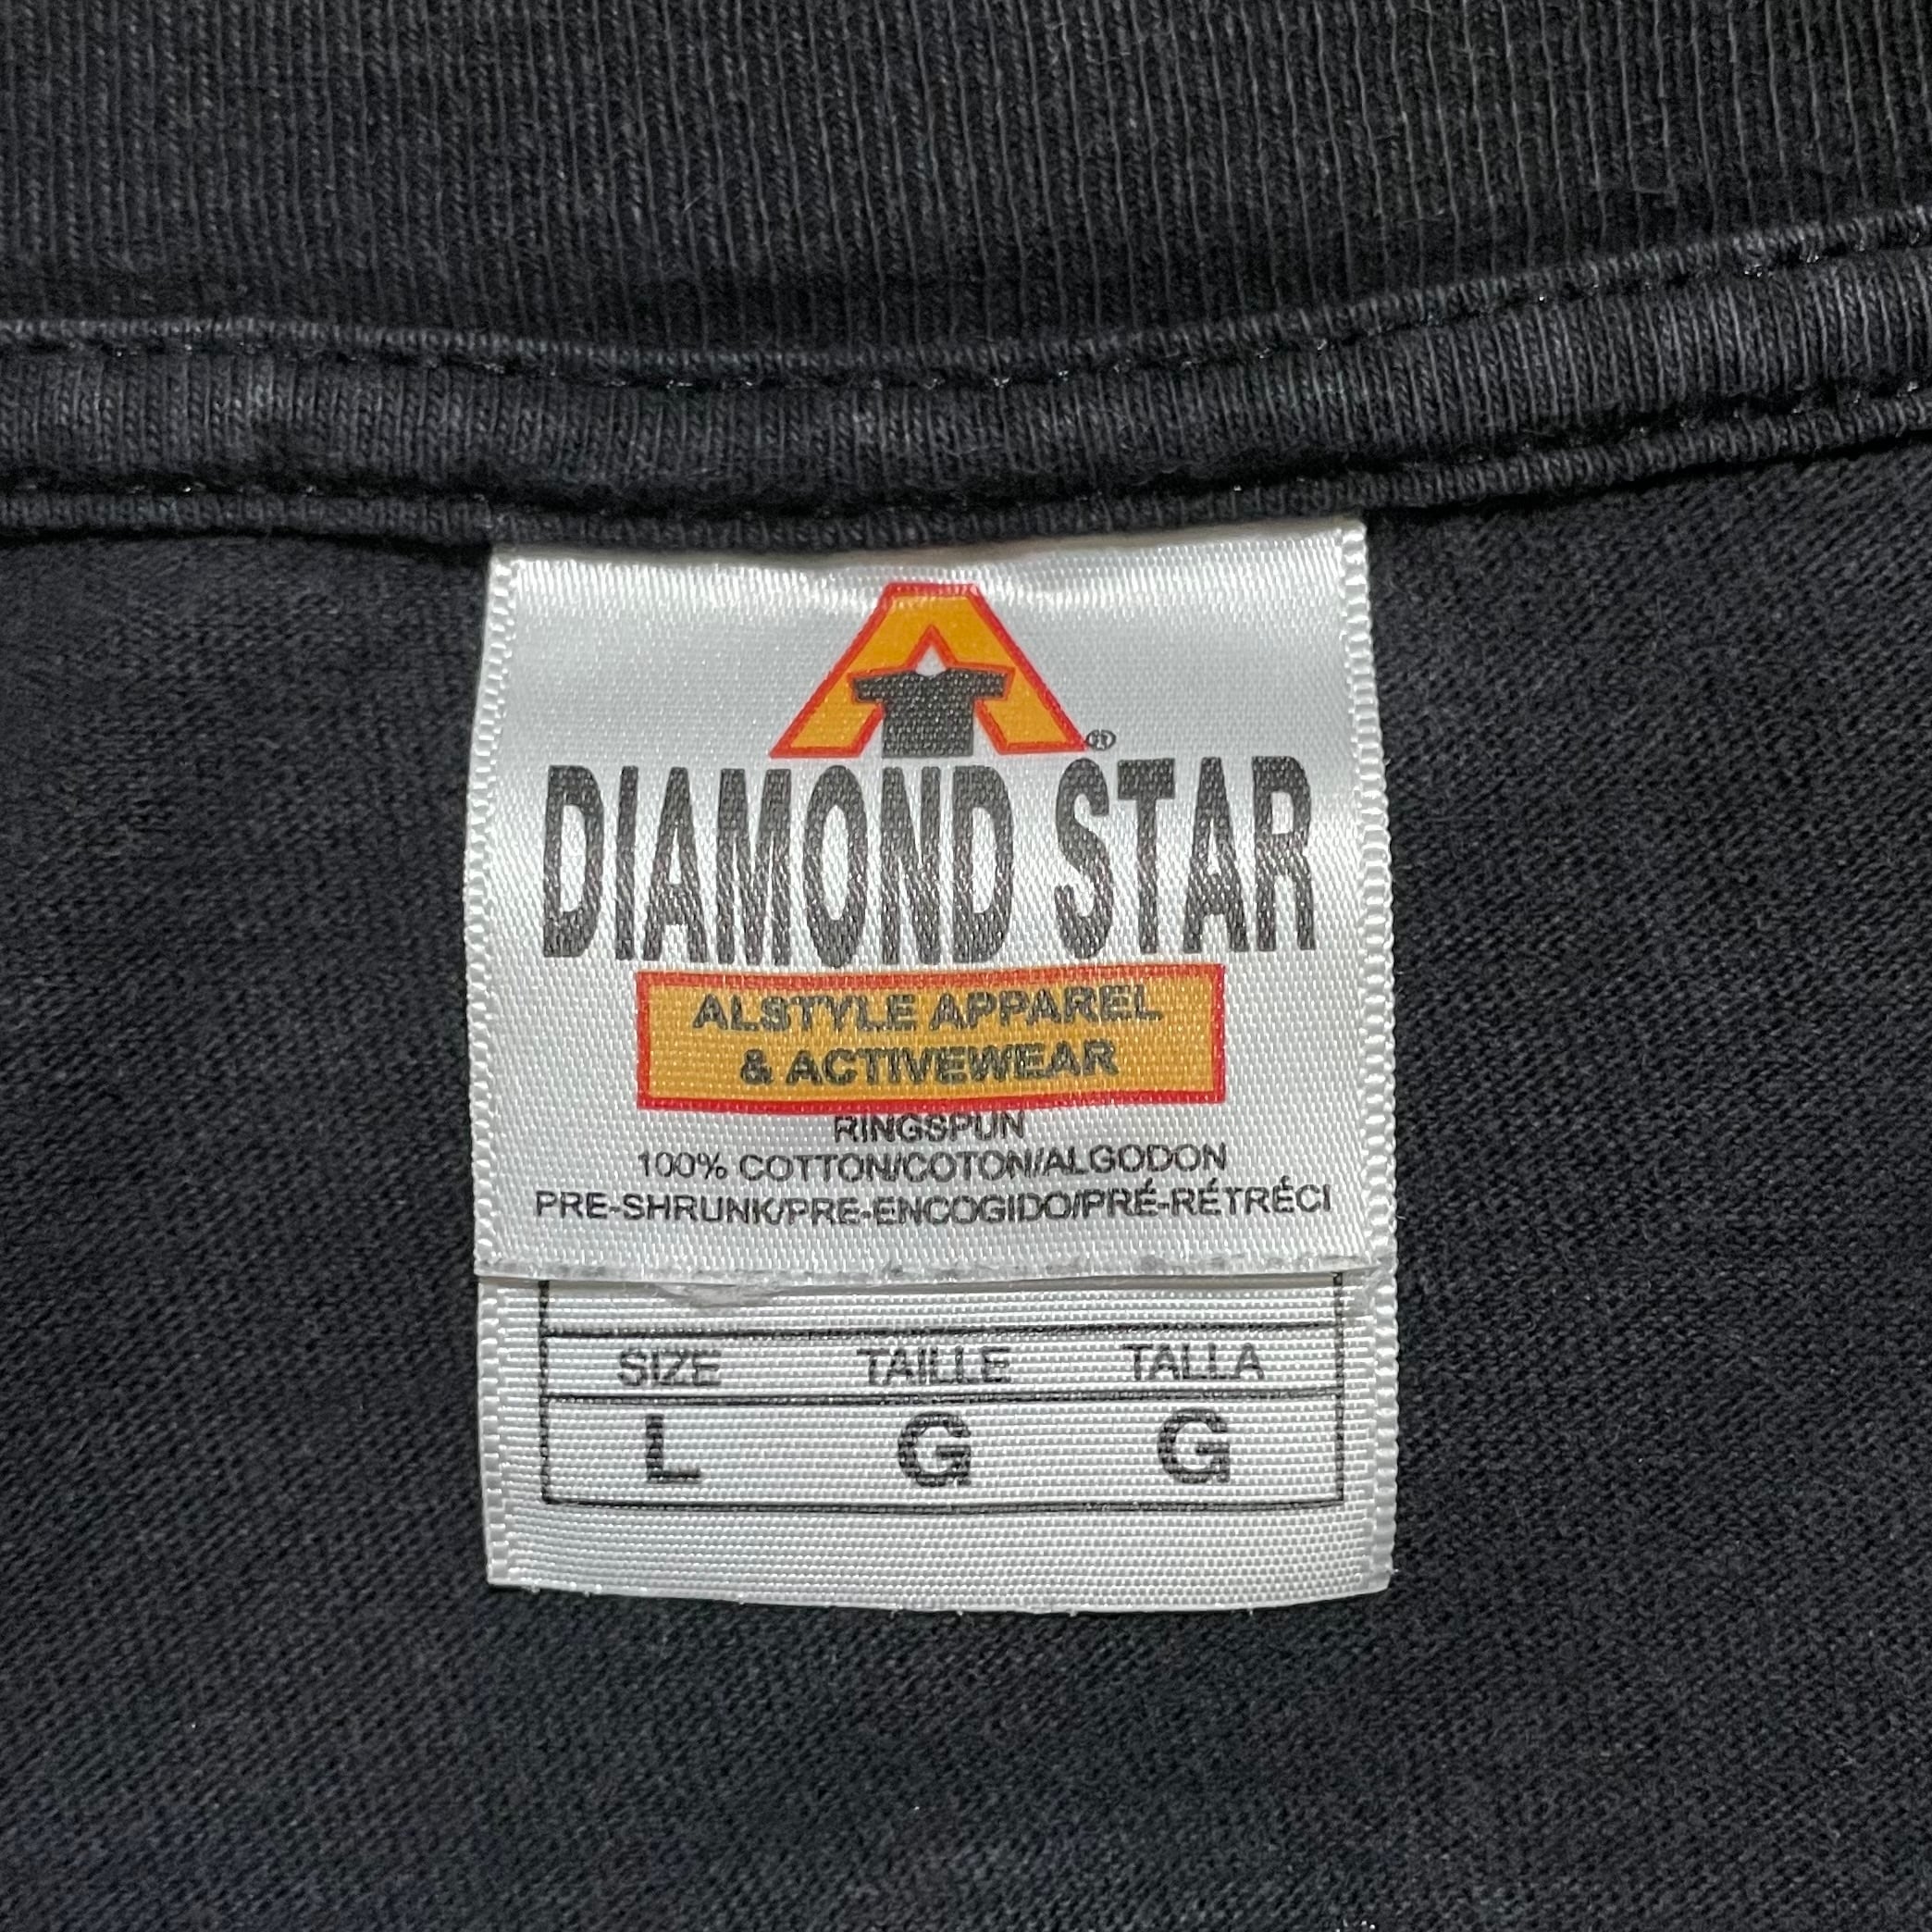 ®
DIAMOND STAR
ALSTYLE APPAREL
& ACTIVEWEAR
RINGSPUN
100% COTTON/COTON/ALGODON
PRE-SHRUNK/PRE-ENCOGIDO/PRÉ-RÉTRÉCI
SIZE TAILLE TALLA
L G G